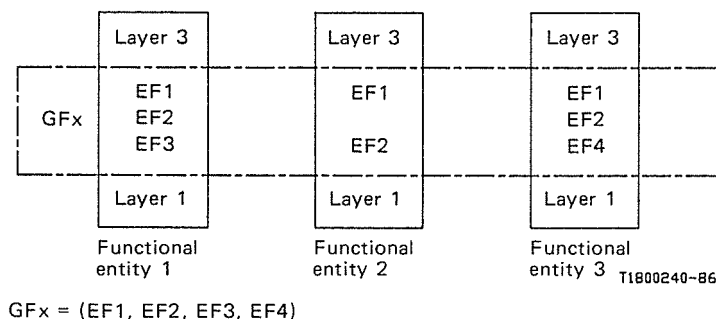 Layer 3 Layer 3 Layer 3
EF1 EF1 EF1
GFx EF2 EF2
EF3 EF2 EF4
Layer 1 Layer 1 Layer 1
Functional Functional Functional
entity 1 entity 2 entity 3
T1800240-86
GFx = (EF1, EF2, EF3, EF4)